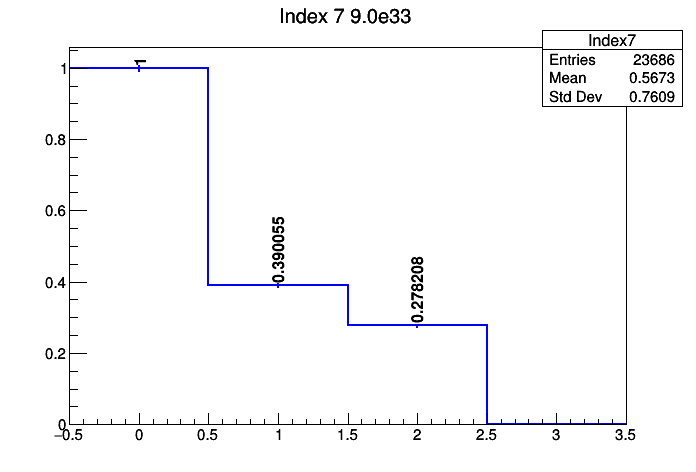 Index 7 9.0e33
Index7
Entries 23686
Mean 0.5673
Std Dev 0.7609
1
0.8
0.6
0.4
0.2
0
1
0.390055
0.278208
−0.5 0 0.5 1 1.5 2 2.5 3 3.5